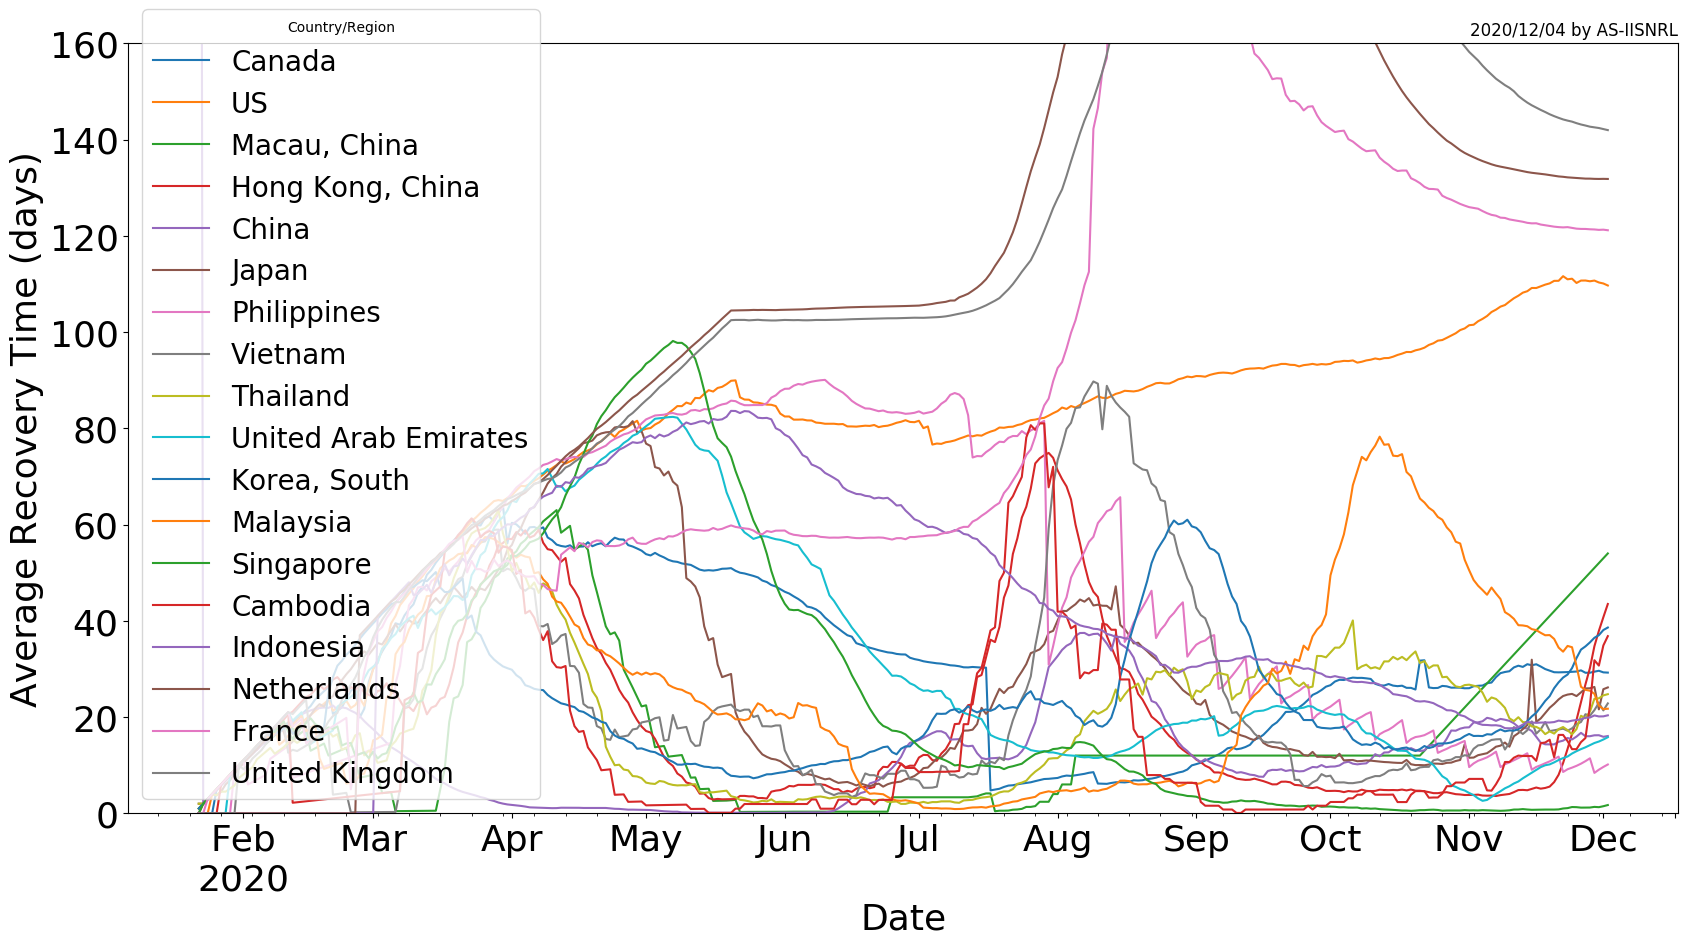 2020/12/04 by AS-IISNRL
Country/Region
Canada
US
Macau, China
Hong Kong, China
China
Japan
Philippines
Vietnam
Thailand
United Arab Emirates
Korea, South
Malaysia
Singapore
Cambodia
Indonesia
Netherlands
France
United Kingdom
Average Recovery Time (days)
160
140
120
100
80
60
40
20
0
Feb Mar Apr May Jun Jul Aug Sep Oct Nov Dec
2020
Date